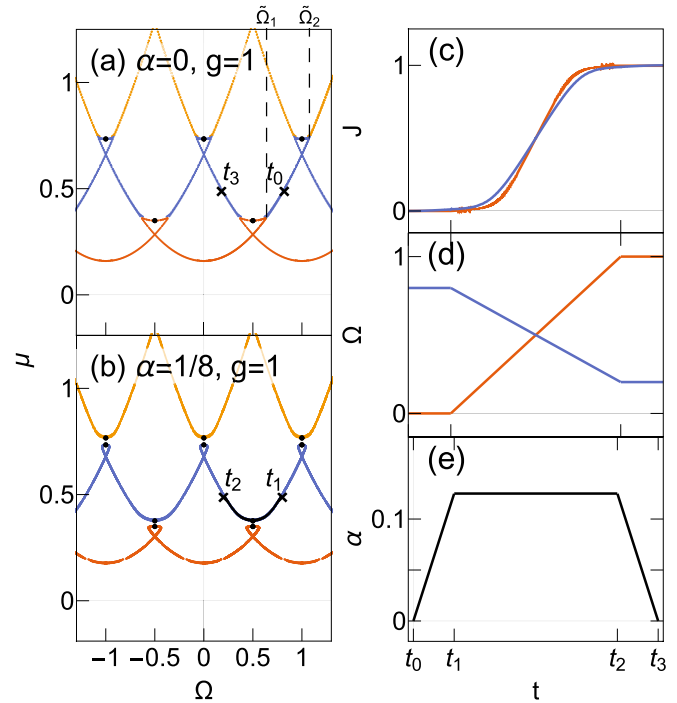 Ω̃₁ Ω̃₂
(a) α=0, g=1
1
0.5
0
t₃ t₀
(b) α=1/8, g=1
1
0.5
0
t₂ t₁
μ
−1 −0.5 0 0.5 1
Ω
(c)
1
0
J
(d)
1
0
Ω
(e)
0.1
0
α
t₀ t₁ t₂ t₃
t